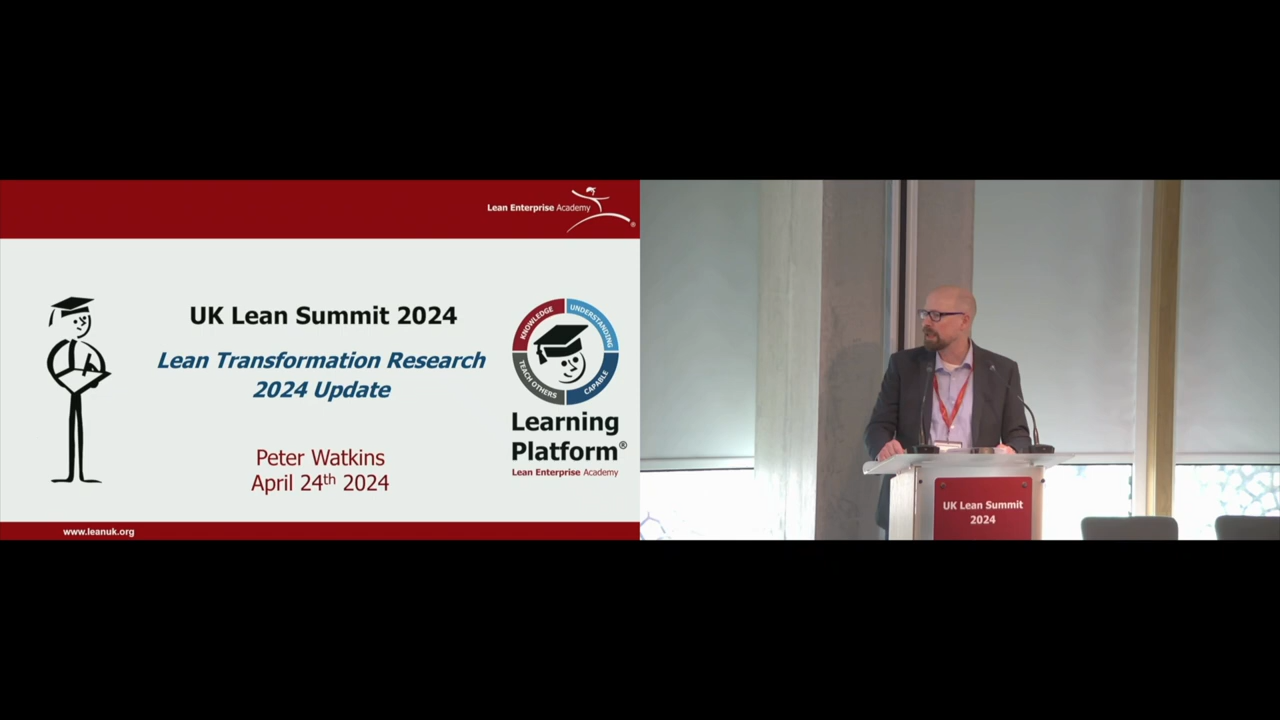 Lean Enterprise Academy
®
UK Lean Summit 2024
Lean Transformation Research
2024 Update
Peter Watkins
April 24th 2024
KNOWLEDGE
UNDERSTANDING
TEACH OTHERS
CAPABLE
Learning
Platform®
Lean Enterprise Academy
www.leanuk.org
UK Lean Summit
2024